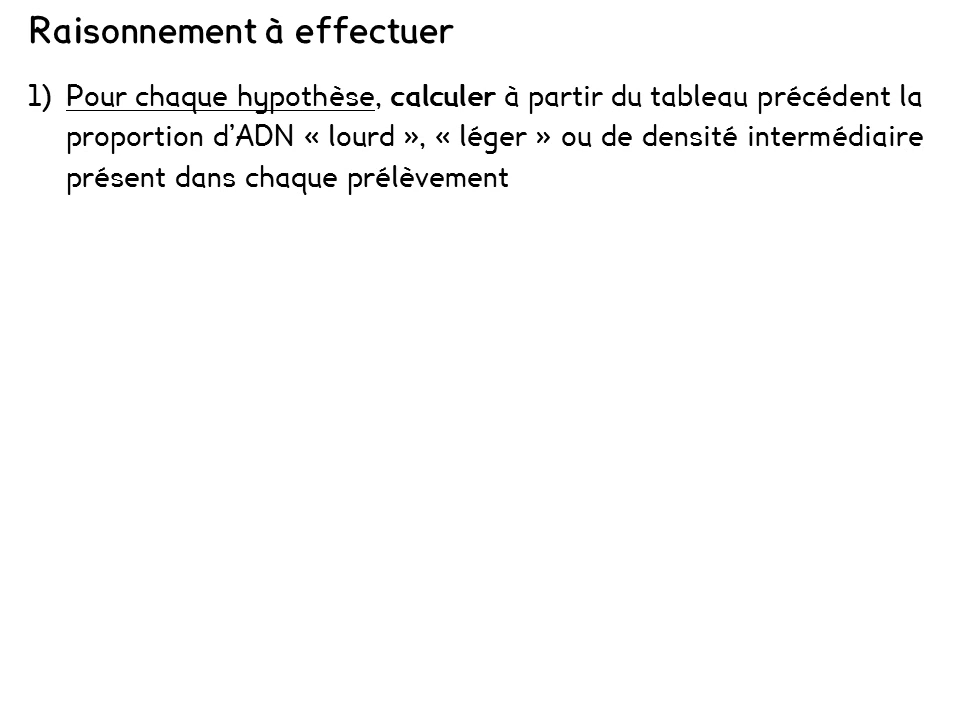 Raisonnement à effectuer
1) Pour chaque hypothèse, calculer à partir du tableau précédent la
proportion d’ADN « lourd », « léger » ou de densité intermédiaire
présent dans chaque prélèvement